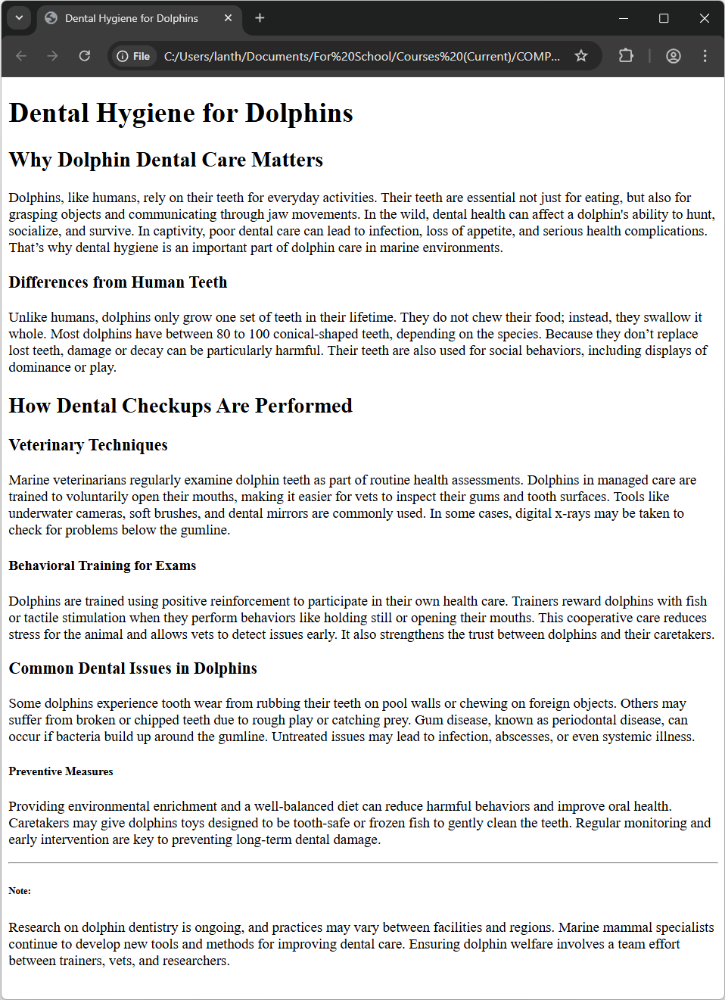 Dental Hygiene for Dolphins
File
C:/Users/lanth/Documents/For%20School/Courses%20(Current)/COMP...
Dental Hygiene for Dolphins
Why Dolphin Dental Care Matters
Dolphins, like humans, rely on their teeth for everyday activities. Their teeth are essential not just for eating, but also for
grasping objects and communicating through jaw movements. In the wild, dental health can affect a dolphin's ability to hunt,
socialize, and survive. In captivity, poor dental care can lead to infection, loss of appetite, and serious health complications.
That’s why dental hygiene is an important part of dolphin care in marine environments.
Differences from Human Teeth
Unlike humans, dolphins only grow one set of teeth in their lifetime. They do not chew their food; instead, they swallow it
whole. Most dolphins have between 80 to 100 conical-shaped teeth, depending on the species. Because they don’t replace
lost teeth, damage or decay can be particularly harmful. Their teeth are also used for social behaviors, including displays of
dominance or play.
How Dental Checkups Are Performed
Veterinary Techniques
Marine veterinarians regularly examine dolphin teeth as part of routine health assessments. Dolphins in managed care are
trained to voluntarily open their mouths, making it easier for vets to inspect their gums and tooth surfaces. Tools like
underwater cameras, soft brushes, and dental mirrors are commonly used. In some cases, digital x-rays may be taken to
check for problems below the gumline.
Behavioral Training for Exams
Dolphins are trained using positive reinforcement to participate in their own health care. Trainers reward dolphins with fish
or tactile stimulation when they perform behaviors like holding still or opening their mouths. This cooperative care reduces
stress for the animal and allows vets to detect issues early. It also strengthens the trust between dolphins and their caretakers.
Common Dental Issues in Dolphins
Some dolphins experience tooth wear from rubbing their teeth on pool walls or chewing on foreign objects. Others may
suffer from broken or chipped teeth due to rough play or catching prey. Gum disease, known as periodontal disease, can
occur if bacteria build up around the gumline. Untreated issues may lead to infection, abscesses, or even systemic illness.
Preventive Measures
Providing environmental enrichment and a well-balanced diet can reduce harmful behaviors and improve oral health.
Caretakers may give dolphins toys designed to be tooth-safe or frozen fish to gently clean the teeth. Regular monitoring and
early intervention are key to preventing long-term dental damage.
Note:
Research on dolphin dentistry is ongoing, and practices may vary between facilities and regions. Marine mammal specialists
continue to develop new tools and methods for improving dental care. Ensuring dolphin welfare involves a team effort
between trainers, vets, and researchers.